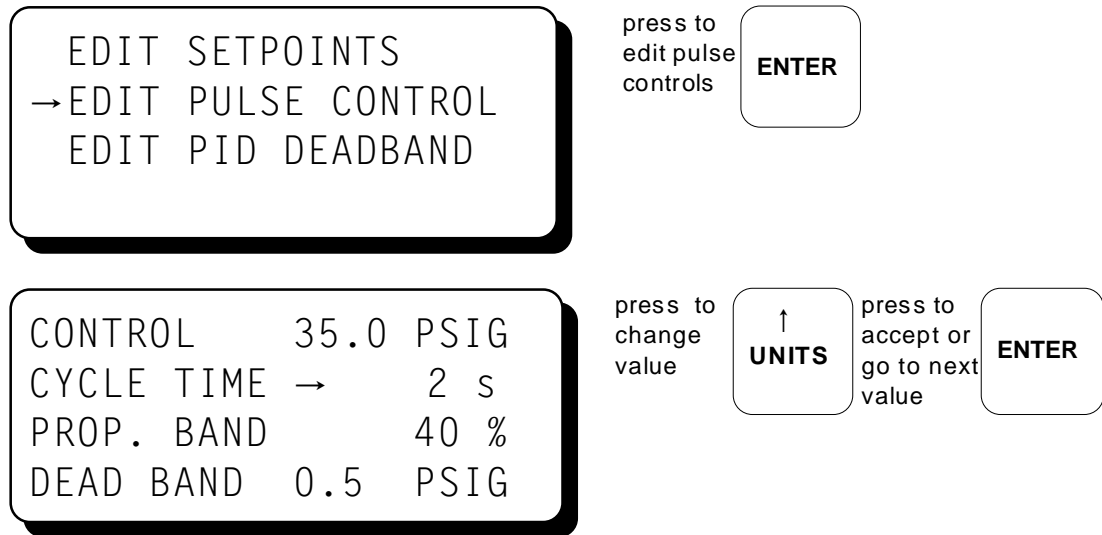 EDIT SETPOINTS
→EDIT PULSE CONTROL
EDIT PID DEADBAND
press to
edit pulse
controls
ENTER
CONTROL 35.0 PSIG
CYCLE TIME → 2 s
PROP. BAND 40 %
DEAD BAND 0.5 PSIG
press to
change
value
↑
UNITS
press to
accept or
go to next
value
ENTER